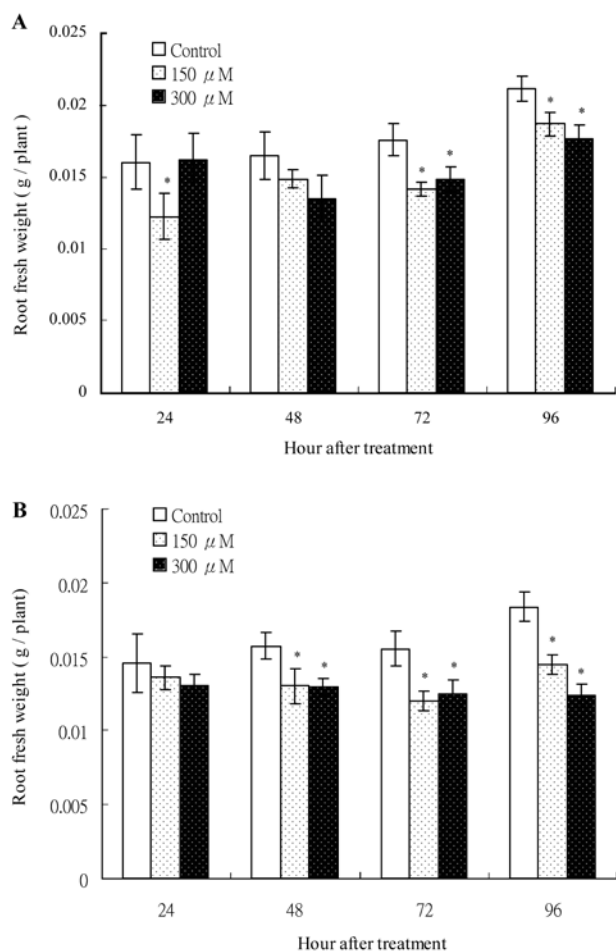 A
0.025
0.02
0.015
0.01
0.005
0
Root fresh weight ( g / plant )
Control
150 μM
300 μM
*
*
*
*
*
24
48
72
96
Hour after treatment
B
0.025
0.02
0.015
0.01
0.005
0
Root fresh weight ( g / plant )
Control
150 μM
300 μM
*
*
*
*
*
*
24
48
72
96
Hour after treatment